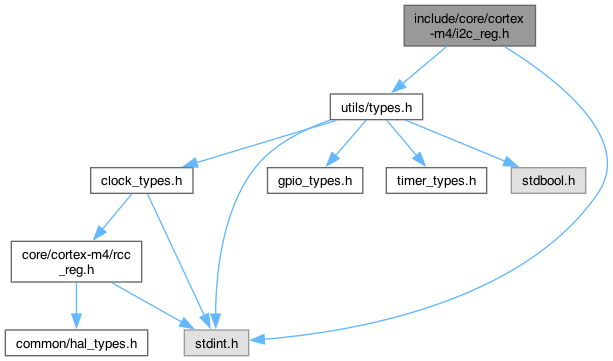 include/core/cortex
-m4/i2c_reg.h
utils/types.h
clock_types.h
gpio_types.h
timer_types.h
stdbool.h
core/cortex-m4/rcc
_reg.h
common/hal_types.h
stdint.h